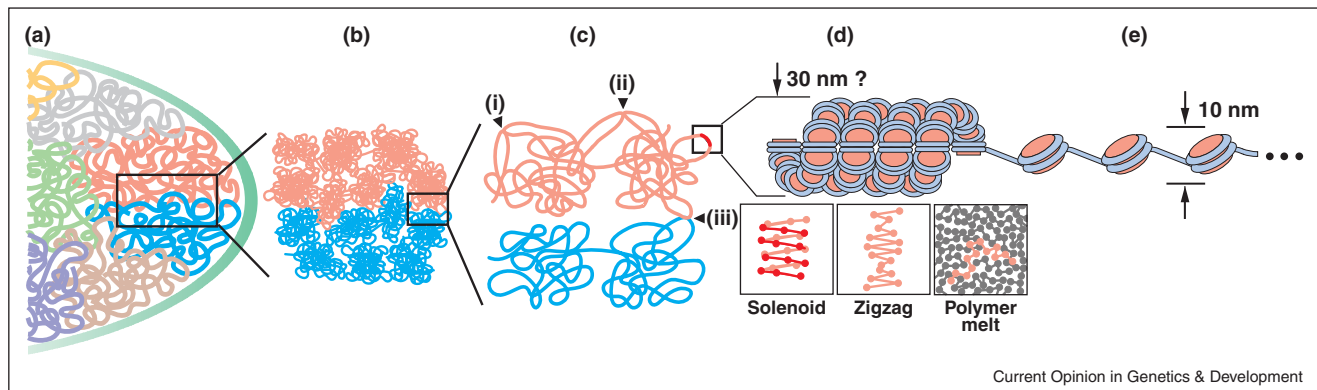 (a)
(b)
(c)
(d)
(e)
(i)
(ii)
(iii)
30 nm ?
10 nm
Solenoid
Zigzag
Polymer
melt
Current Opinion in Genetics & Development